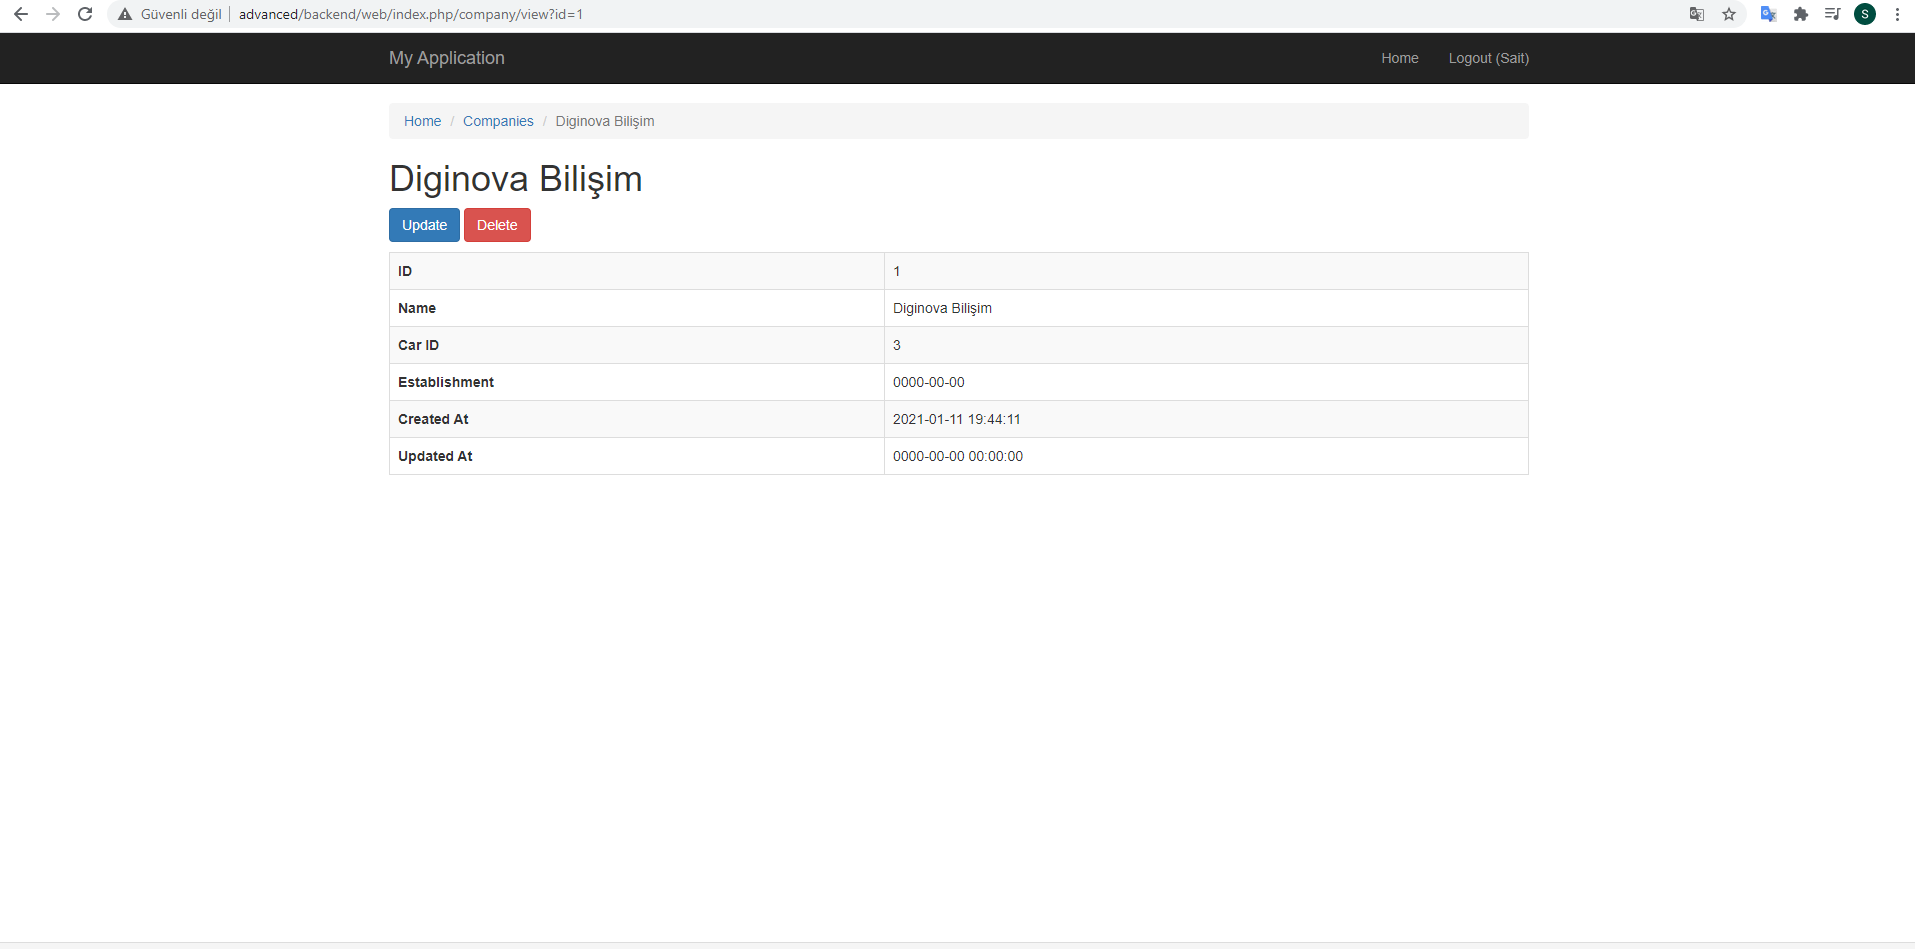 Güvenli değil advanced/backend/web/index.php/company/view?id=1 S
My Application Home Logout (Sait)
Home / Companies / Diginova Bilişim
Diginova Bilişim
Update Delete
ID 1
Name Diginova Bilişim
Car ID 3
Establishment 0000-00-00
Created At 2021-01-11 19:44:11
Updated At 0000-00-00 00:00:00